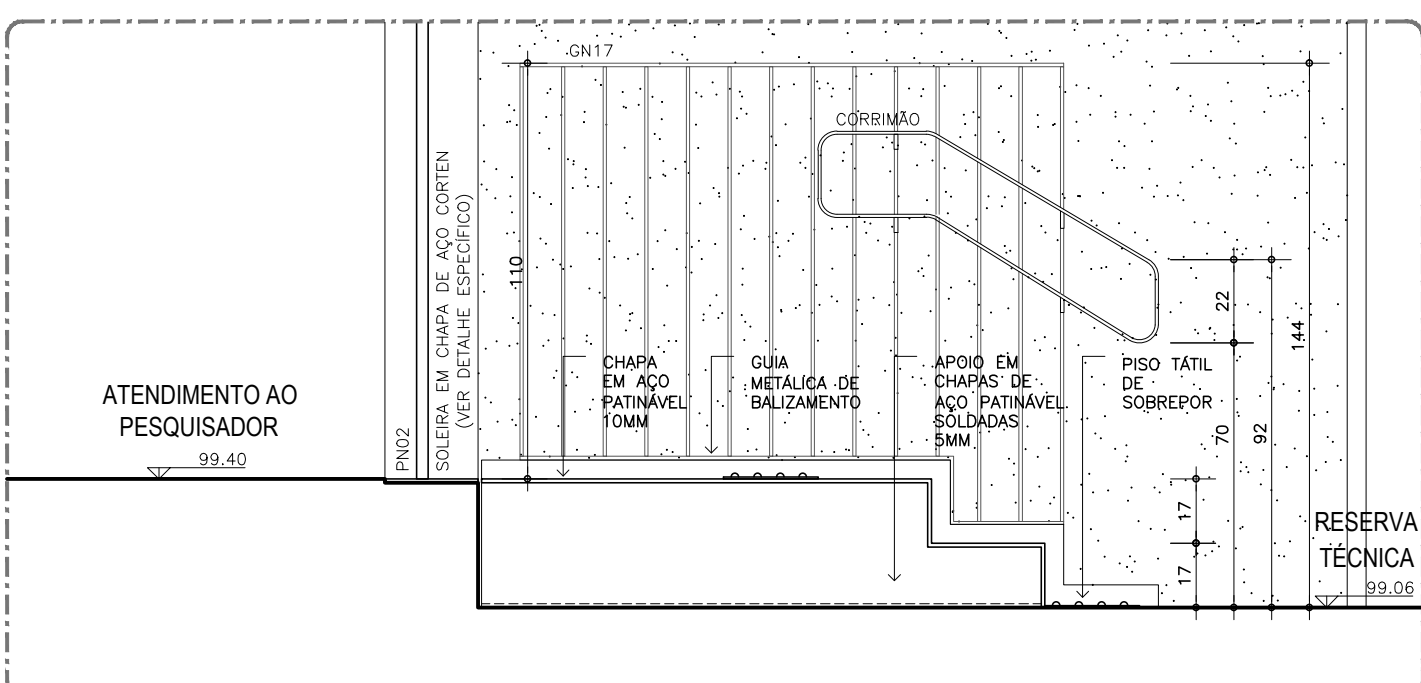 GN17
CORRIMÃO
SOLEIRA EM CHAPA DE AÇO CORTEN
(VER DETALHE ESPECÍFICO)
PN02
110
22
144
70
92
17
17
CHAPA
EM AÇO
PATINÁVEL
10MM
GUIA
METÁLICA DE
BALIZAMENTO
APOIO EM
CHAPAS DE
AÇO PATINÁVEL
SOLDADAS
5MM
PISO TÁTIL
DE
SOBREPOR
ATENDIMENTO AO
PESQUISADOR
99.40
RESERVA
TÉCNICA
99.06